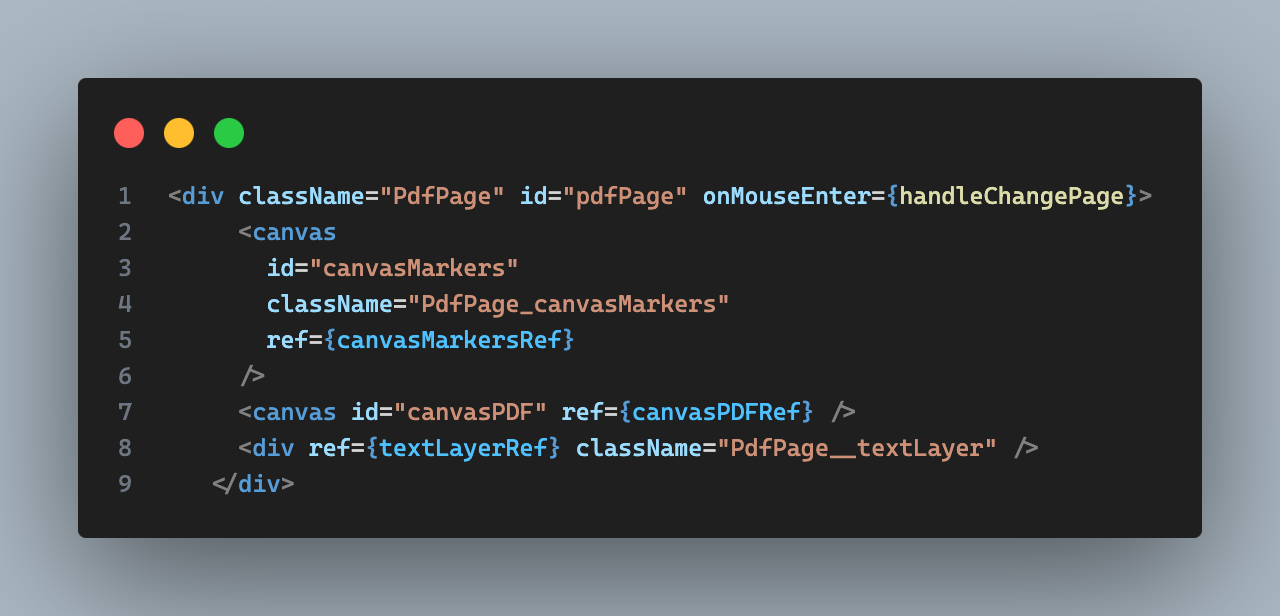 1 <div className="PdfPage" id="pdfPage" onMouseEnter={handleChangePage}>
2 <canvas
3 id="canvasMarkers"
4 className="PdfPage_canvasMarkers"
5 ref={canvasMarkersRef}
6 />
7 <canvas id="canvasPDF" ref={canvasPDFRef} />
8 <div ref={textLayerRef} className="PdfPage__textLayer" />
9 </div>